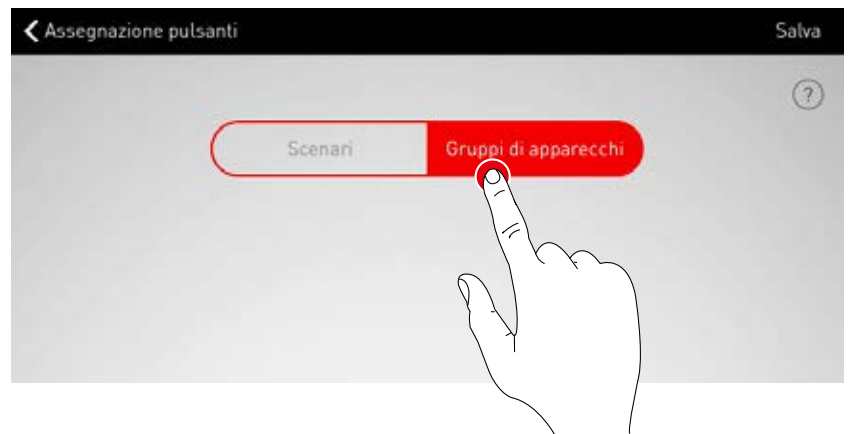 Assegnazione pulsanti
Salva
?
Scenari
Gruppi di apparecchi